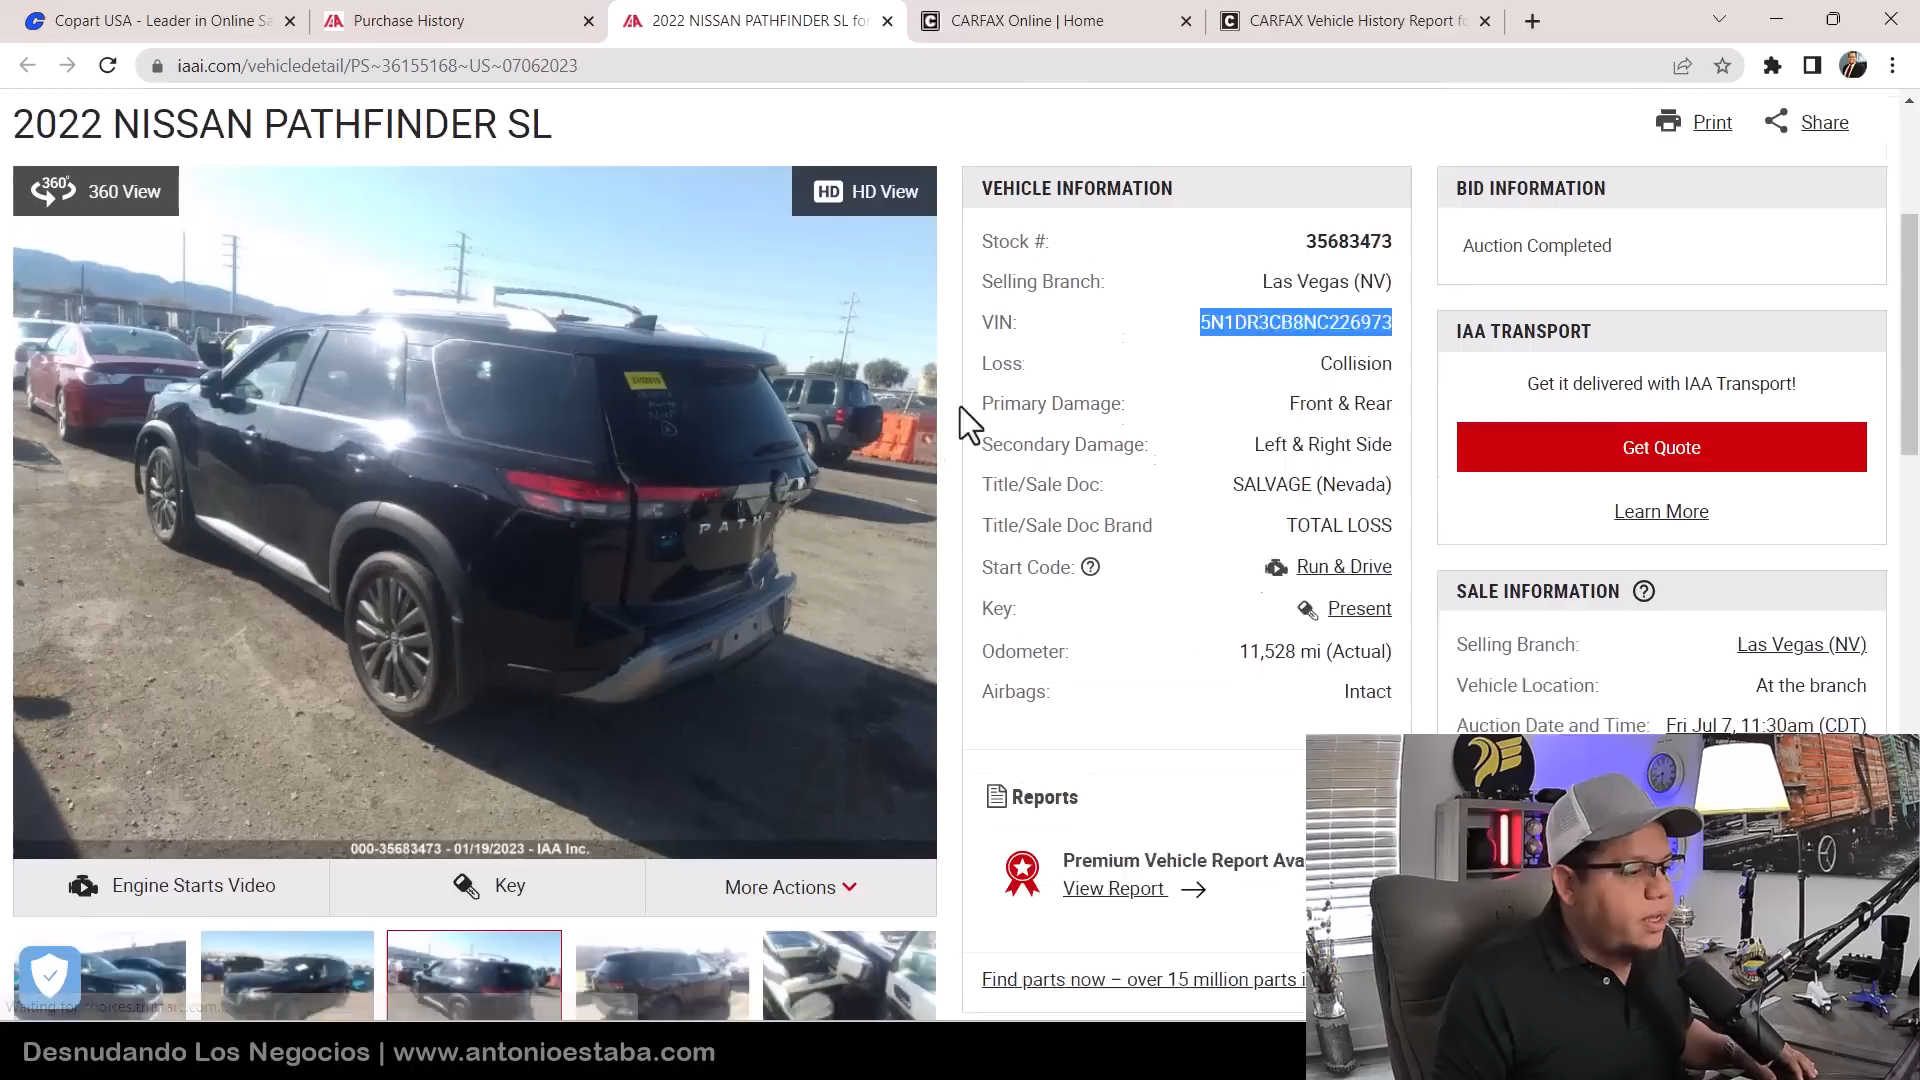 Copart USA - Leader in Online Sa
Purchase History
2022 NISSAN PATHFINDER SL fo
CARFAX Online | Home
CARFAX Vehicle History Report fo
iaai.com/vehicledetail/PS~36155168~US~07062023
2022 NISSAN PATHFINDER SL
Print
Share
360° 360 View
HD HD View
000-35683473 - 01/19/2023 - IAA Inc.
Engine Starts Video
Key
More Actions
VEHICLE INFORMATION
Stock #: 35683473
Selling Branch: Las Vegas (NV)
VIN: 5N1DR3CB8NC226973
Loss: Collision
Primary Damage: Front & Rear
Secondary Damage: Left & Right Side
Title/Sale Doc: SALVAGE (Nevada)
Title/Sale Doc Brand TOTAL LOSS
Start Code: Run & Drive
Key: Present
Odometer: 11,528 mi (Actual)
Airbags: Intact
Reports
Premium Vehicle Report Ava
View Report
Find parts now – over 15 million parts i
BID INFORMATION
Auction Completed
IAA TRANSPORT
Get it delivered with IAA Transport!
Get Quote
Learn More
SALE INFORMATION
Selling Branch: Las Vegas (NV)
Vehicle Location: At the branch
Auction Date and Time: Fri Jul 7, 11:30am (CDT)
Desnudando Los Negocios | www.antonioestaba.com